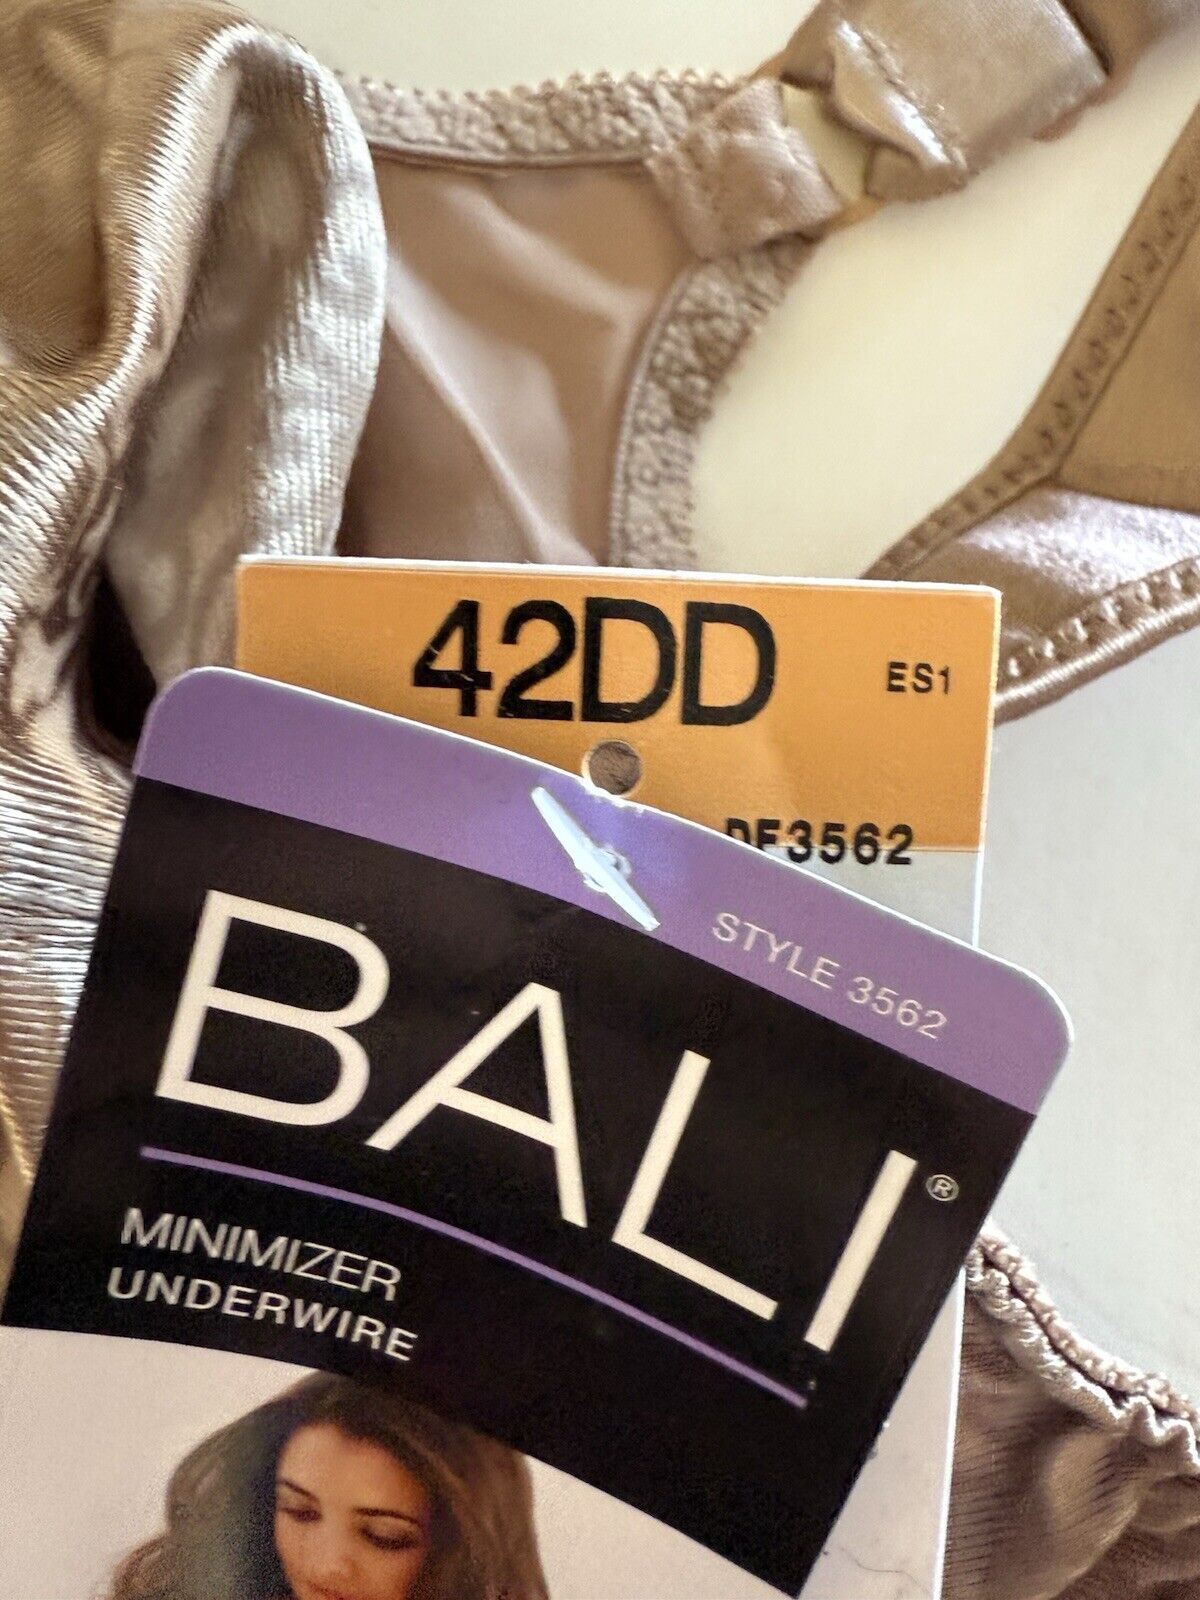 42DD
ES1
DF3562
STYLE 3562
BALI®
MINIMIZER
UNDERWIRE